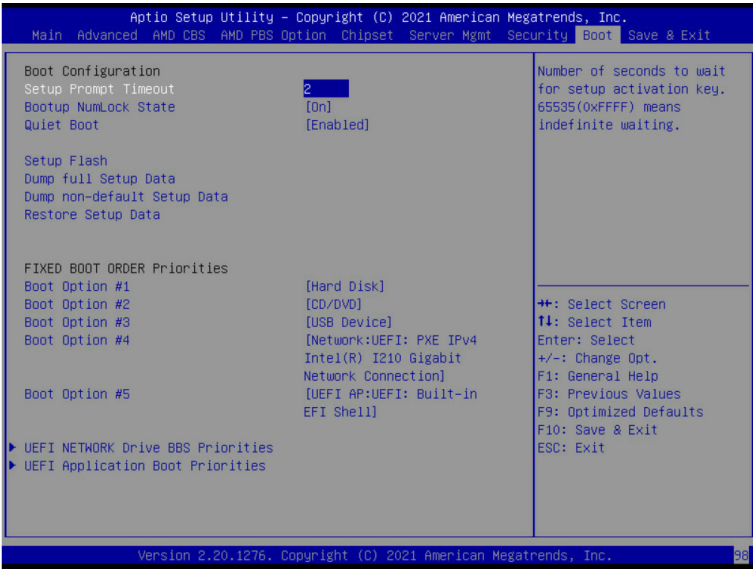 Aptio Setup Utility – Copyright (C) 2021 American Megatrends, Inc.
Main Advanced AMD CBS AMD PBS Option Chipset Server Mgmt Security Boot Save & Exit
Boot Configuration
Setup Prompt Timeout 2
Bootup NumLock State [On]
Quiet Boot [Enabled]
Setup Flash
Dump full Setup Data
Dump non-default Setup Data
Restore Setup Data
FIXED BOOT ORDER Priorities
Boot Option #1 [Hard Disk]
Boot Option #2 [CD/DVD]
Boot Option #3 [USB Device]
Boot Option #4 [Network:UEFI: PXE IPv4
Intel(R) I210 Gigabit
Network Connection]
Boot Option #5 [UEFI AP:UEFI: Built-in
EFI Shell]
UEFI NETWORK Drive BBS Priorities
UEFI Application Boot Priorities
Number of seconds to wait
for setup activation key.
65535(0xFFFF) means
indefinite waiting.
→←: Select Screen
↑↓: Select Item
Enter: Select
+/-: Change Opt.
F1: General Help
F3: Previous Values
F9: Optimized Defaults
F10: Save & Exit
ESC: Exit
Version 2.20.1276. Copyright (C) 2021 American Megatrends, Inc.
98